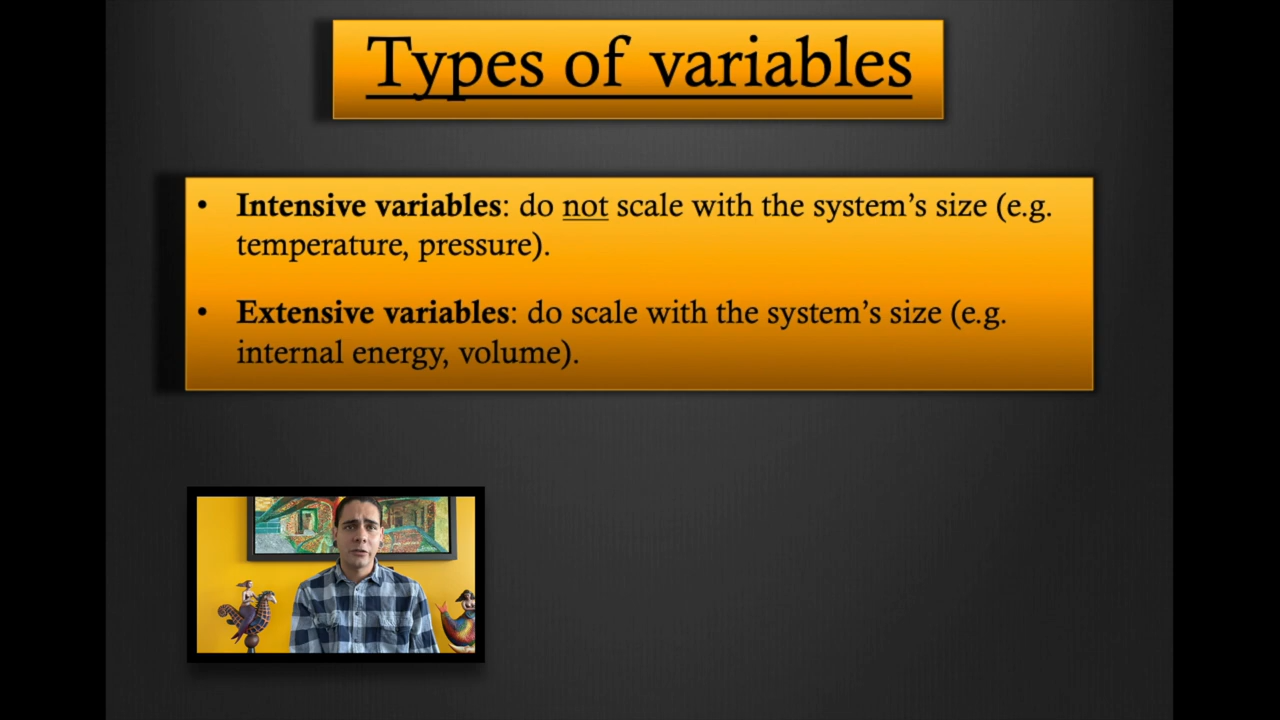 Types of variables
• Intensive variables: do not scale with the system’s size (e.g.
temperature, pressure).
• Extensive variables: do scale with the system’s size (e.g.
internal energy, volume).